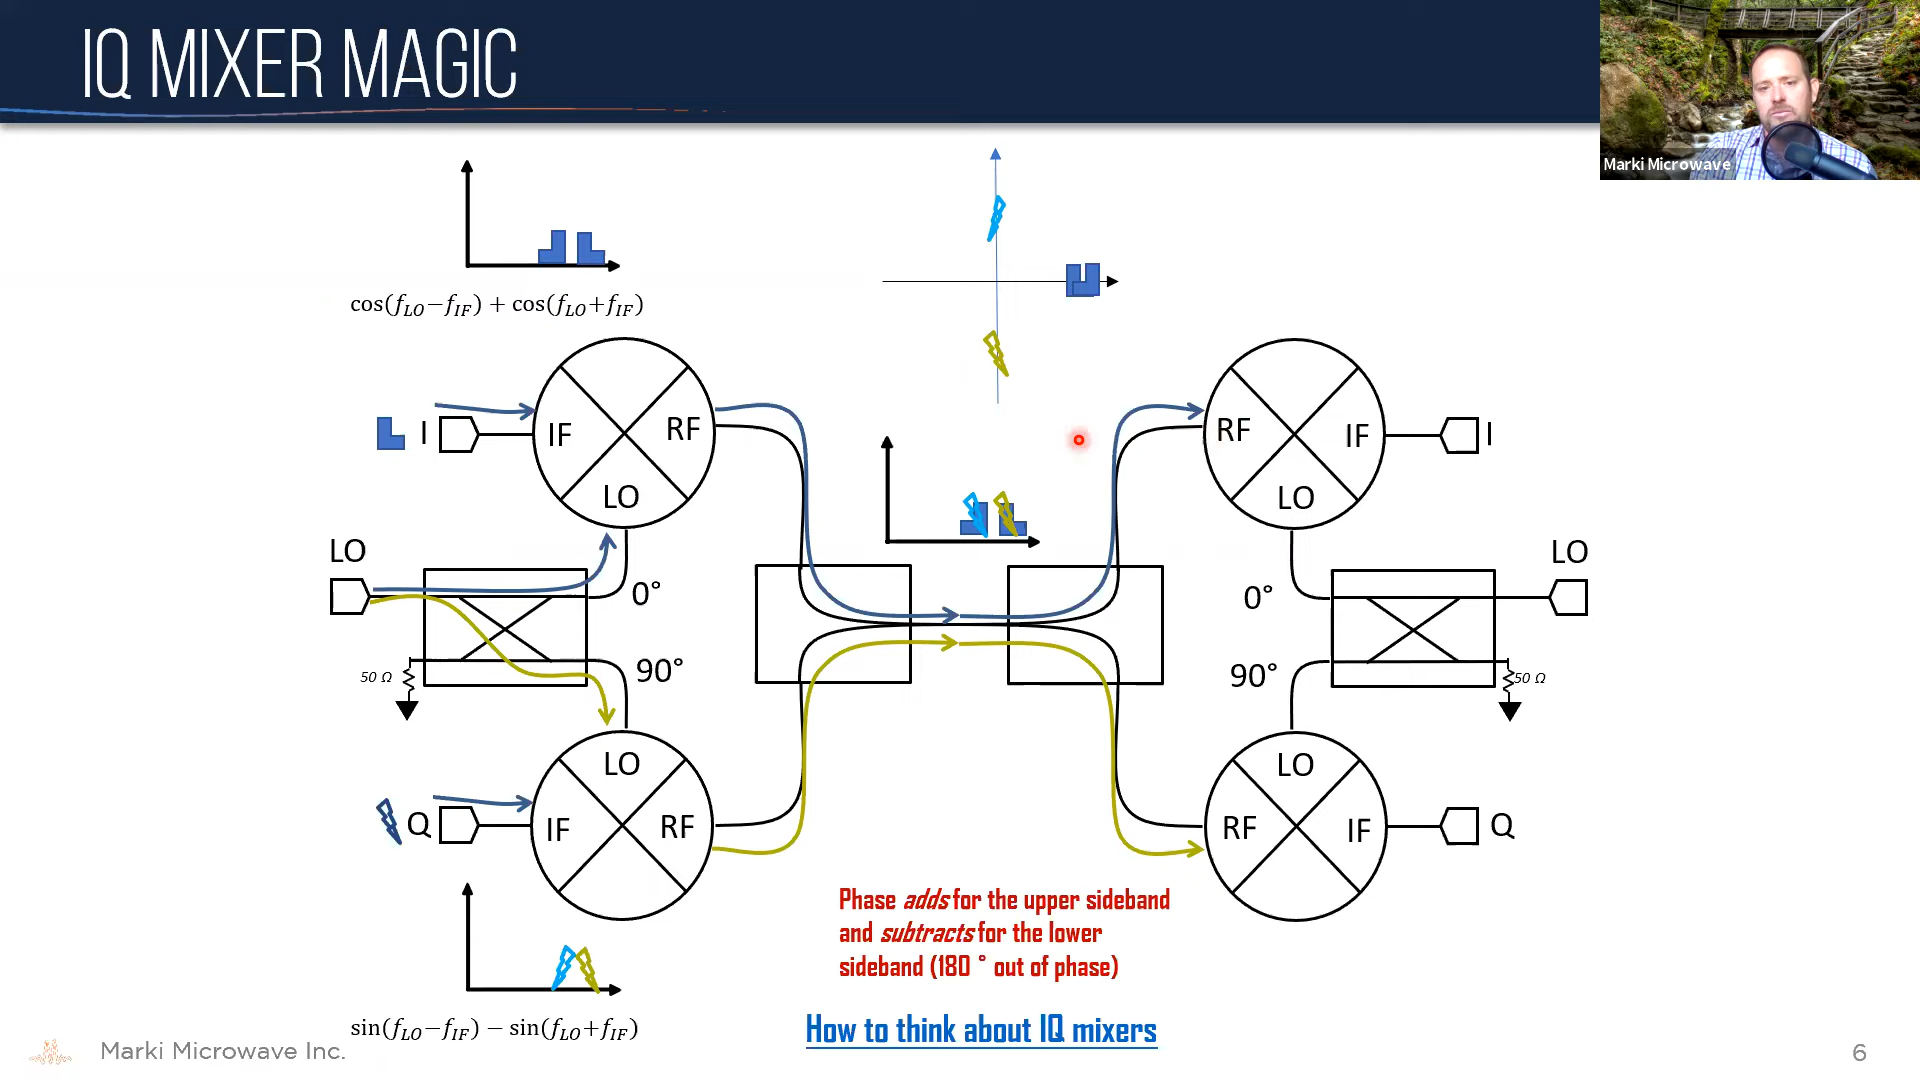 IQ MIXER MAGIC
Marki Microwave
cos(f_LO−f_IF) + cos(f_LO+f_IF)
I
IF
RF
LO
RF
IF
LO
I
LO
0°
90°
50 Ω
LO
0°
90°
50 Ω
Q
LO
IF
RF
LO
RF
IF
Q
Phase adds for the upper sideband
and subtracts for the lower
sideband (180 ° out of phase)
sin(f_LO−f_IF) − sin(f_LO+f_IF)
How to think about IQ mixers
Marki Microwave Inc.
6